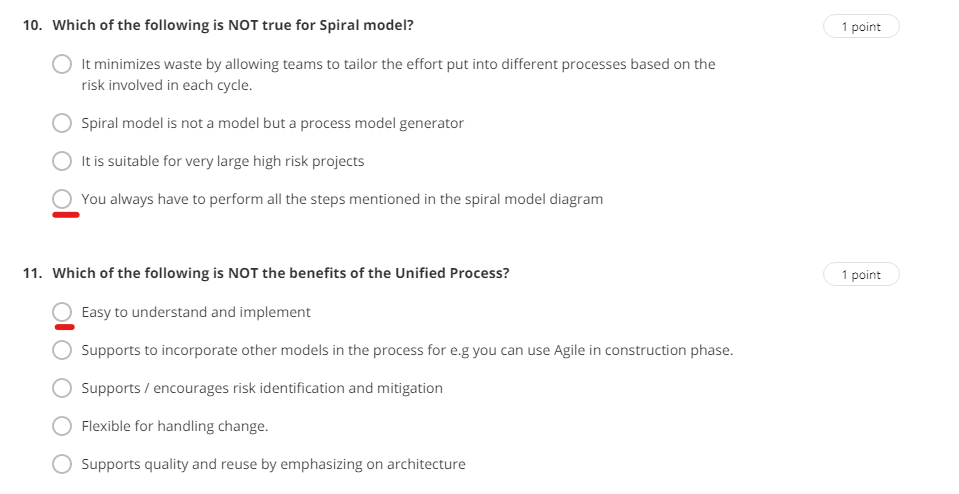 10. Which of the following is NOT true for Spiral model?
1 point
It minimizes waste by allowing teams to tailor the effort put into different processes based on the
risk involved in each cycle.
Spiral model is not a model but a process model generator
It is suitable for very large high risk projects
You always have to perform all the steps mentioned in the spiral model diagram
11. Which of the following is NOT the benefits of the Unified Process?
1 point
Easy to understand and implement
Supports to incorporate other models in the process for e.g you can use Agile in construction phase.
Supports / encourages risk identification and mitigation
Flexible for handling change.
Supports quality and reuse by emphasizing on architecture